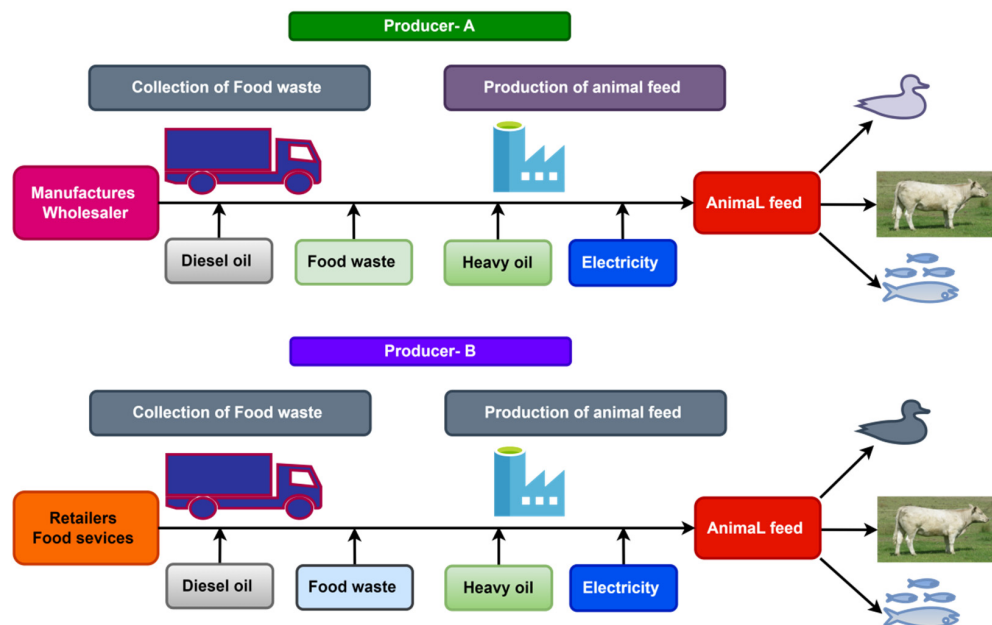 Producer- A
Collection of Food waste
Production of animal feed
Manufactures
Wholesaler
AnimaL feed
Diesel oil
Food waste
Heavy oil
Electricity
Producer- B
Collection of Food waste
Production of animal feed
Retailers
Food sevices
AnimaL feed
Diesel oil
Food waste
Heavy oil
Electricity